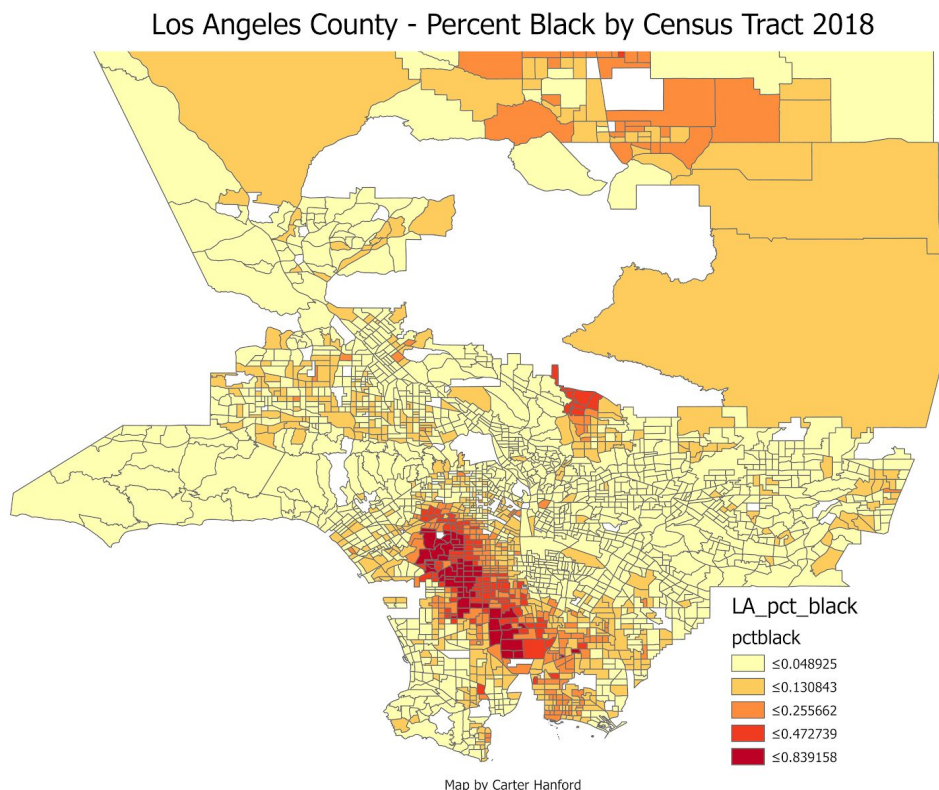 Los Angeles County - Percent Black by Census Tract 2018
LA_pct_black
pctblack
≤0.048925
≤0.130843
≤0.255662
≤0.472739
≤0.839158
Map by Carter Hanford